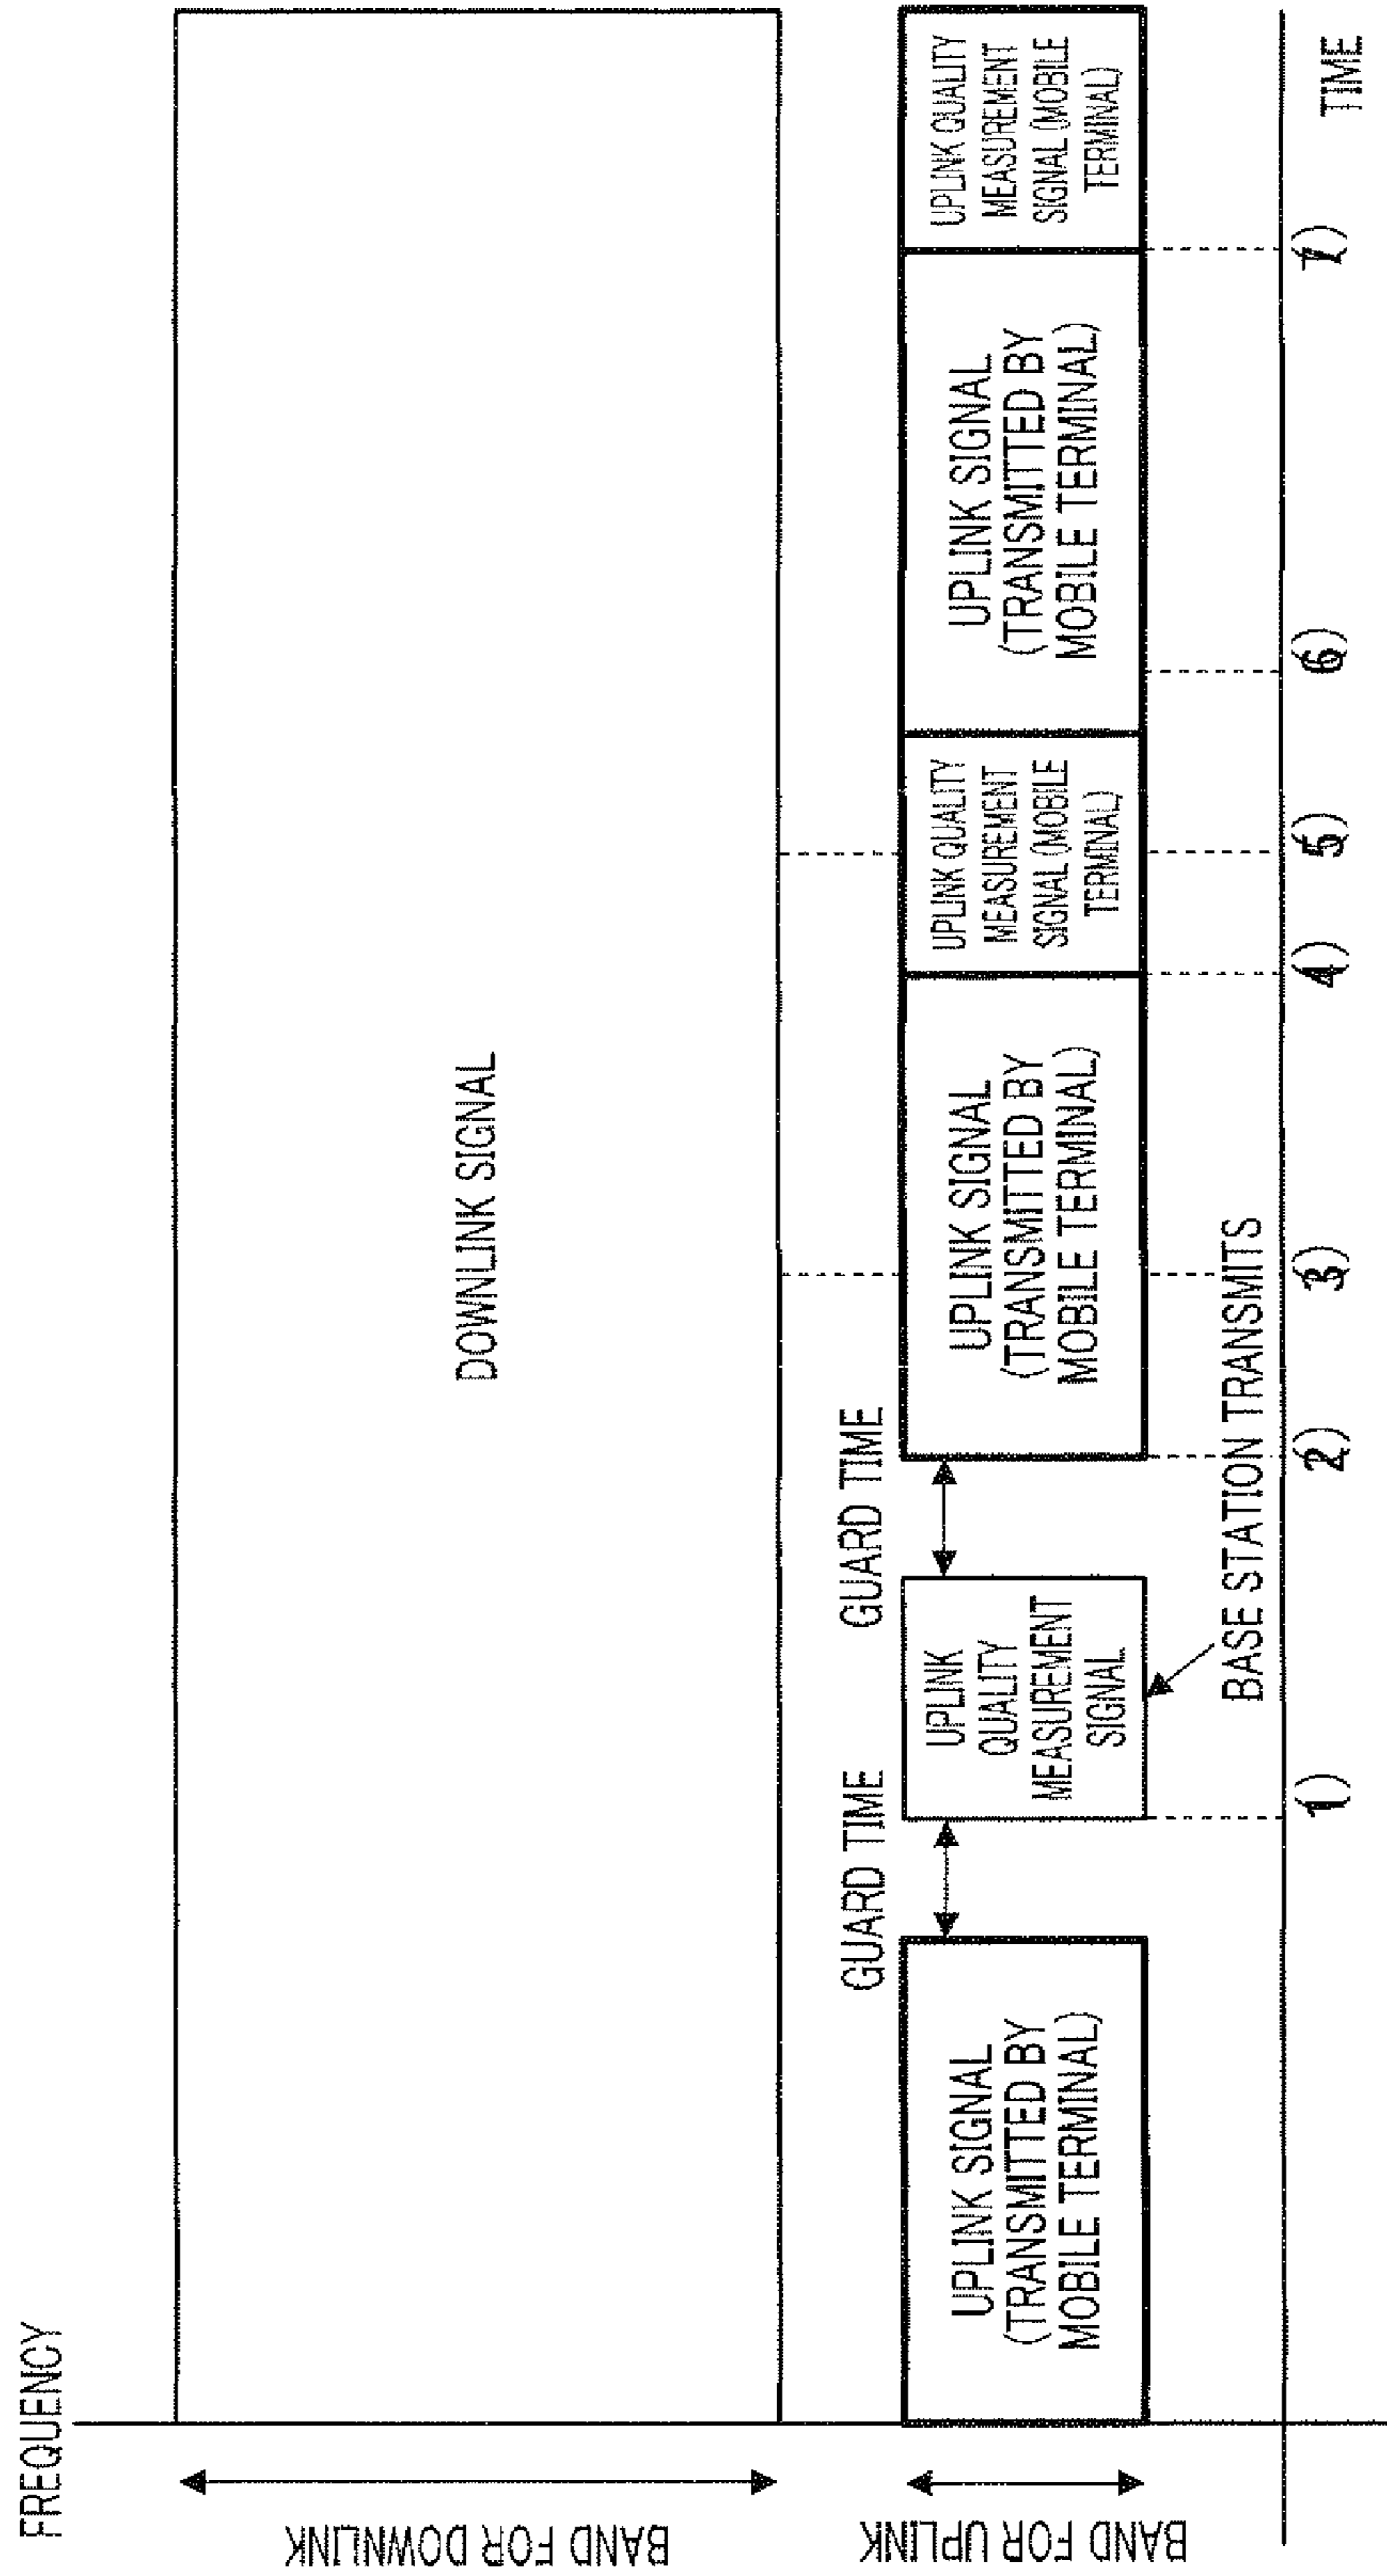 FREQUENCY
BAND FOR DOWNLINK
DOWNLINK SIGNAL
BAND FOR UPLINK
GUARD TIME
GUARD TIME
UPLINK SIGNAL
(TRANSMITTED BY
MOBILE TERMINAL)
UPLINK
QUALITY
MEASUREMENT
SIGNAL
UPLINK SIGNAL
(TRANSMITTED BY
MOBILE TERMINAL)
UPLINK QUALITY
MEASUREMENT
SIGNAL (MOBILE
TERMINAL)
UPLINK SIGNAL
(TRANSMITTED BY
MOBILE TERMINAL)
UPLINK QUALITY
MEASUREMENT
SIGNAL (MOBILE
TERMINAL)
BASE STATION TRANSMITS
(1)
(2)
(3)
(4)
(5)
(6)
(7)
TIME